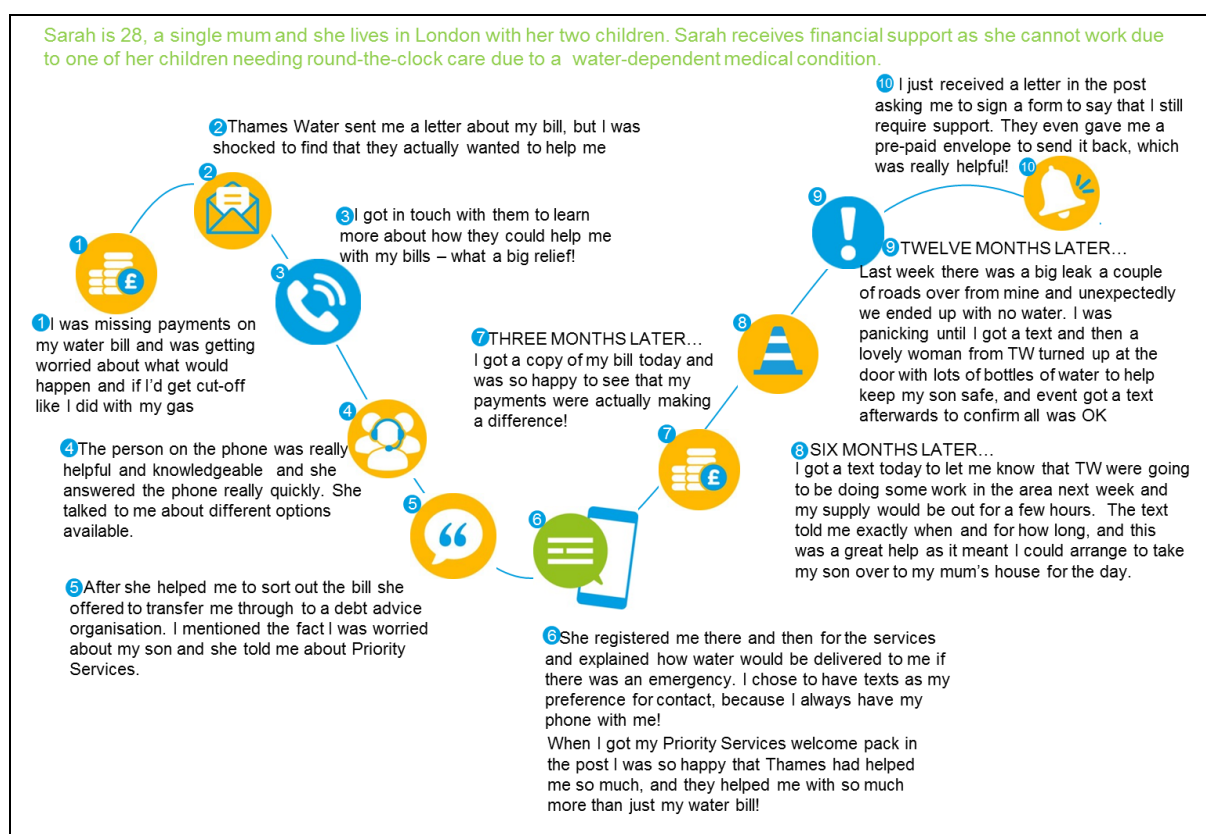 Sarah is 28, a single mum and she lives in London with her two children. Sarah receives financial support as she cannot work due
to one of her children needing round-the-clock care due to a water-dependent medical condition.
1
£
1 I was missing payments on
my water bill and was getting
worried about what would
happen and if I'd get cut-off
like I did with my gas
2
2 Thames Water sent me a letter about my bill, but I was
shocked to find that they actually wanted to help me
3
3 I got in touch with them to learn
more about how they could help me
with my bills – what a big relief!
4
4 The person on the phone was really
helpful and knowledgeable and she
answered the phone really quickly. She
talked to me about different options
available.
5
“
5 After she helped me to sort out the bill she
offered to transfer me through to a debt advice
organisation. I mentioned the fact I was worried
about my son and she told me about Priority
Services.
6
6 She registered me there and then for the services
and explained how water would be delivered to me if
there was an emergency. I chose to have texts as my
preference for contact, because I always have my
phone with me!
When I got my Priority Services welcome pack in
the post I was so happy that Thames had helped
me so much, and they helped me with so much
more than just my water bill!
7
£
7 THREE MONTHS LATER…
I got a copy of my bill today and
was so happy to see that my
payments were actually making
a difference!
8
8 SIX MONTHS LATER…
I got a text today to let me know that TW were going
to be doing some work in the area next week and
my supply would be out for a few hours. The text
told me exactly when and for how long, and this
was a great help as it meant I could arrange to take
my son over to my mum's house for the day.
9
!
9 TWELVE MONTHS LATER…
Last week there was a big leak a couple
of roads over from mine and unexpectedly
we ended up with no water. I was
panicking until I got a text and then a
lovely woman from TW turned up at the
door with lots of bottles of water to help
keep my son safe, and event got a text
afterwards to confirm all was OK
10
10 I just received a letter in the post
asking me to sign a form to say that I still
require support. They even gave me a
pre-paid envelope to send it back, which
was really helpful!